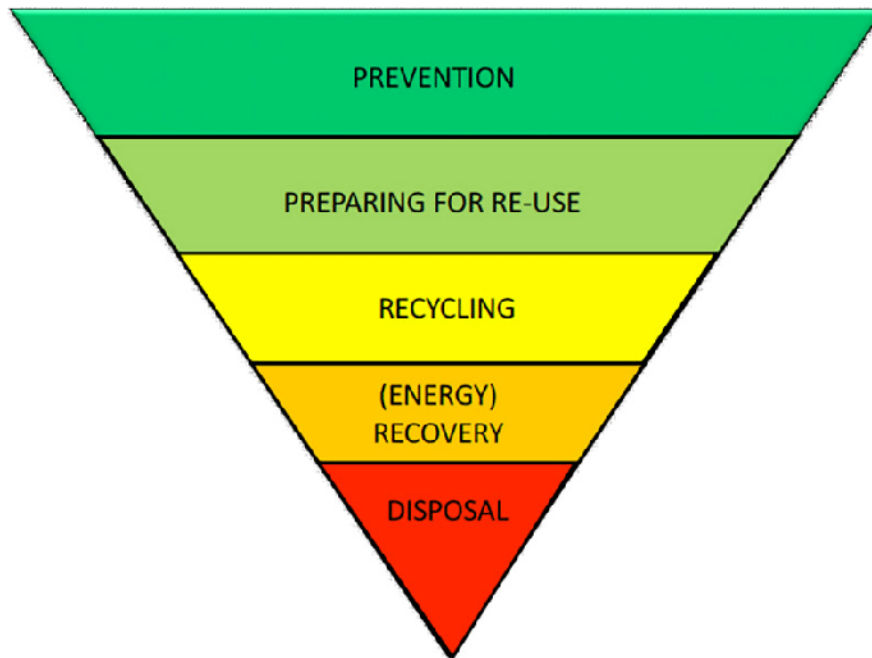 PREVENTION
PREPARING FOR RE-USE
RECYCLING
(ENERGY)
RECOVERY
DISPOSAL